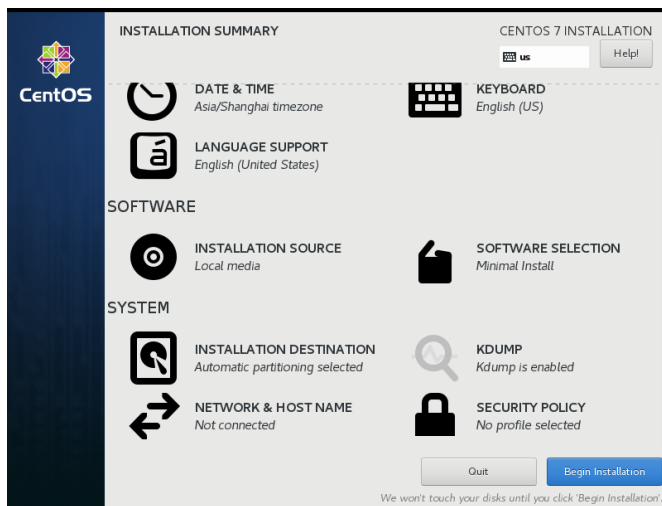 INSTALLATION SUMMARY
CENTOS 7 INSTALLATION
us
Help!
CentOS
DATE & TIME
Asia/Shanghai timezone
KEYBOARD
English (US)
LANGUAGE SUPPORT
English (United States)
SOFTWARE
INSTALLATION SOURCE
Local media
SOFTWARE SELECTION
Minimal Install
SYSTEM
INSTALLATION DESTINATION
Automatic partitioning selected
KDUMP
Kdump is enabled
NETWORK & HOST NAME
Not connected
SECURITY POLICY
No profile selected
Quit
Begin Installation
We won't touch your disks until you click 'Begin Installation'.